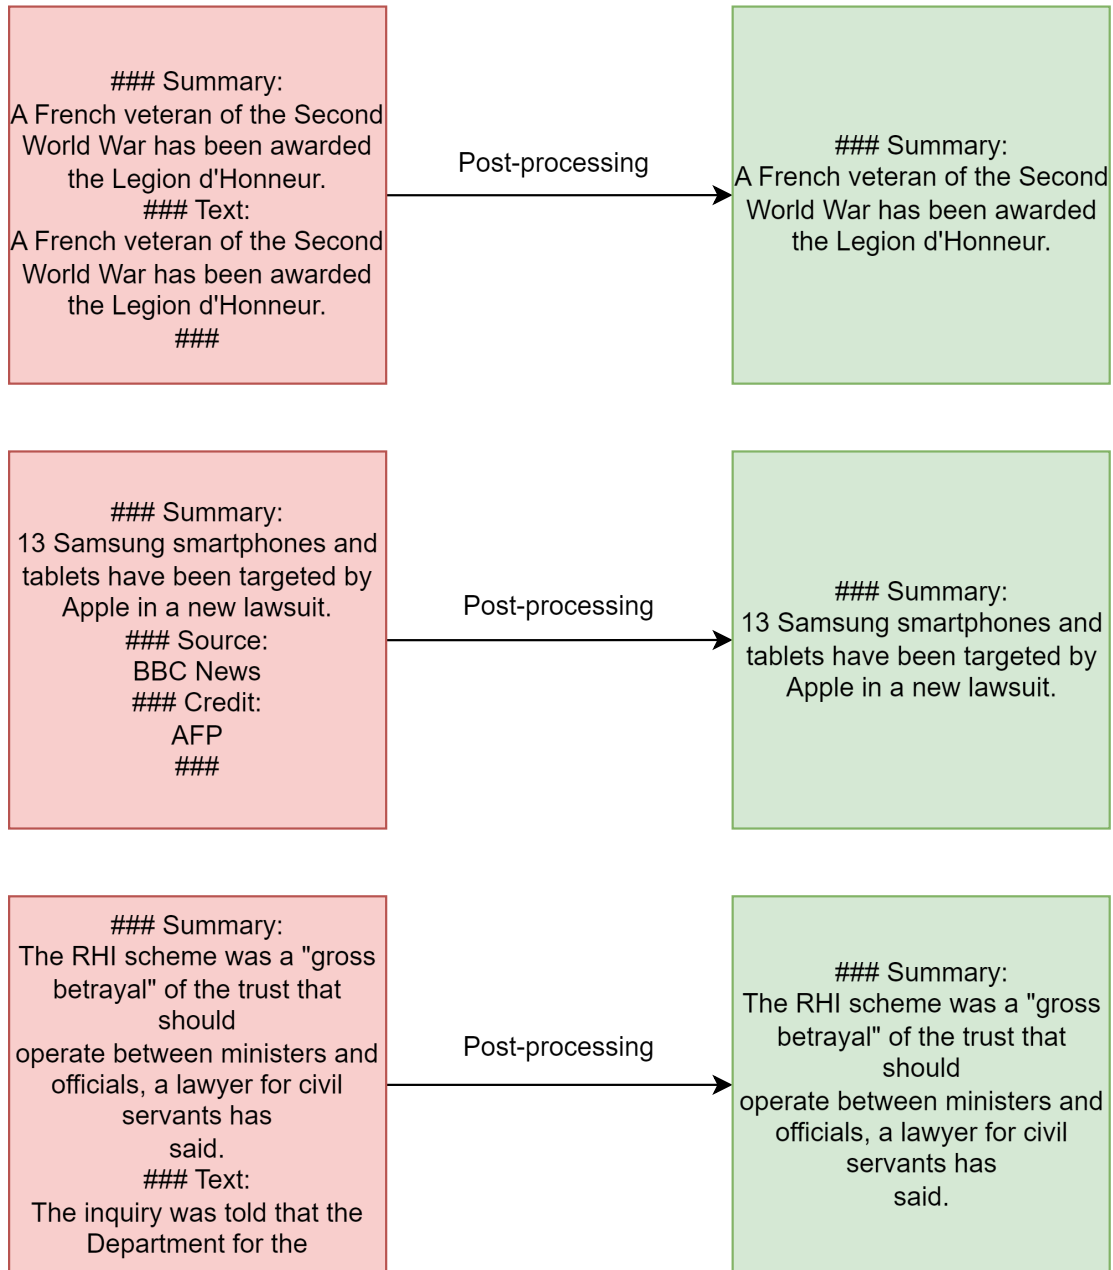 ### Summary:
A French veteran of the Second
World War has been awarded
the Legion d'Honneur.
### Text:
A French veteran of the Second
World War has been awarded
the Legion d'Honneur.
###
Post-processing
### Summary:
A French veteran of the Second
World War has been awarded
the Legion d'Honneur.
### Summary:
13 Samsung smartphones and
tablets have been targeted by
Apple in a new lawsuit.
### Source:
BBC News
### Credit:
AFP
###
Post-processing
### Summary:
13 Samsung smartphones and
tablets have been targeted by
Apple in a new lawsuit.
### Summary:
The RHI scheme was a "gross
betrayal" of the trust that
should
operate between ministers and
officials, a lawyer for civil
servants has
said.
### Text:
The inquiry was told that the
Department for the
Post-processing
### Summary:
The RHI scheme was a "gross
betrayal" of the trust that
should
operate between ministers and
officials, a lawyer for civil
servants has
said.